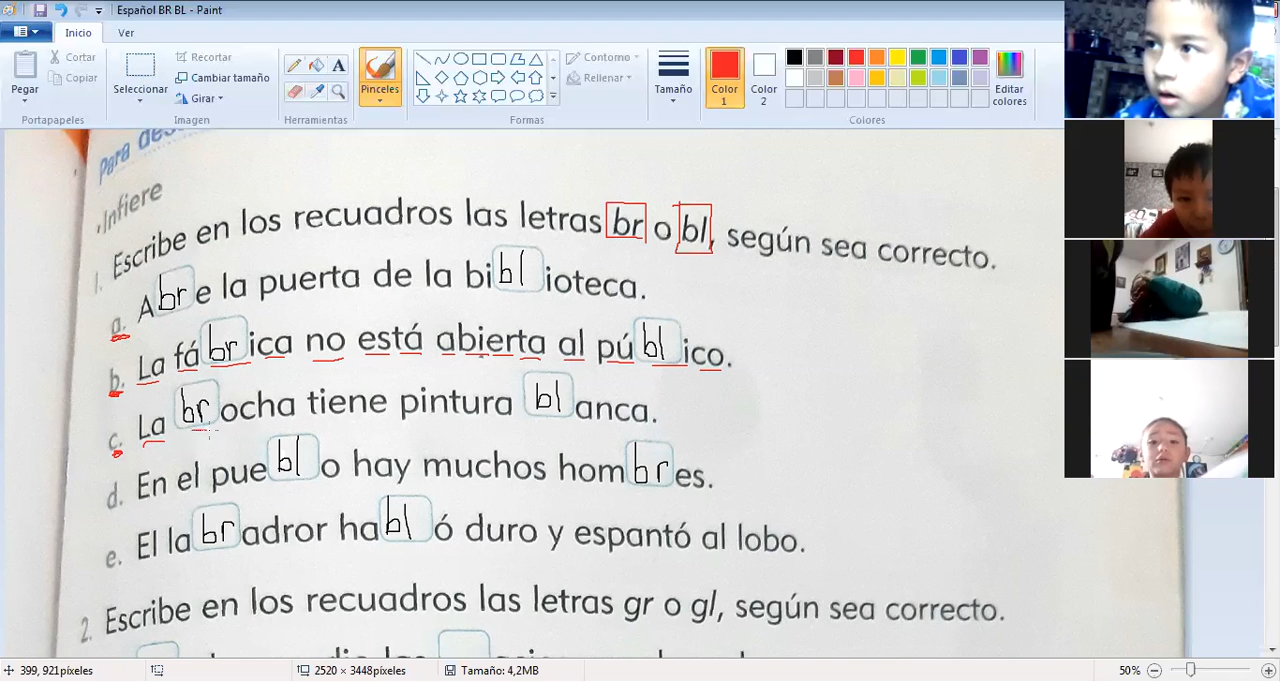 Español BR BL - Paint
Inicio Ver
Pegar
Cortar
Copiar
Portapapeles
Seleccionar
Recortar
Cambiar tamaño
Girar
Imagen
A
Herramientas
Pinceles
Contorno
Rellenar
Formas
Tamaño
Color 1
Color 2
Editar colores
Colores
Para
Infiere
1. Escribe en los recuadros las letras br o bl, según sea correcto.
a. Abre la puerta de la biblioteca.
b. La fábrica no está abierta al público.
c. La brocha tiene pintura blanca.
d. En el pueblo hay muchos hombres.
e. El labradror habló duro y espantó al lobo.
2. Escribe en los recuadros las letras gr o gl, según sea correcto.
399, 921píxeles 2520 × 3448píxeles Tamaño: 4,2MB 50%